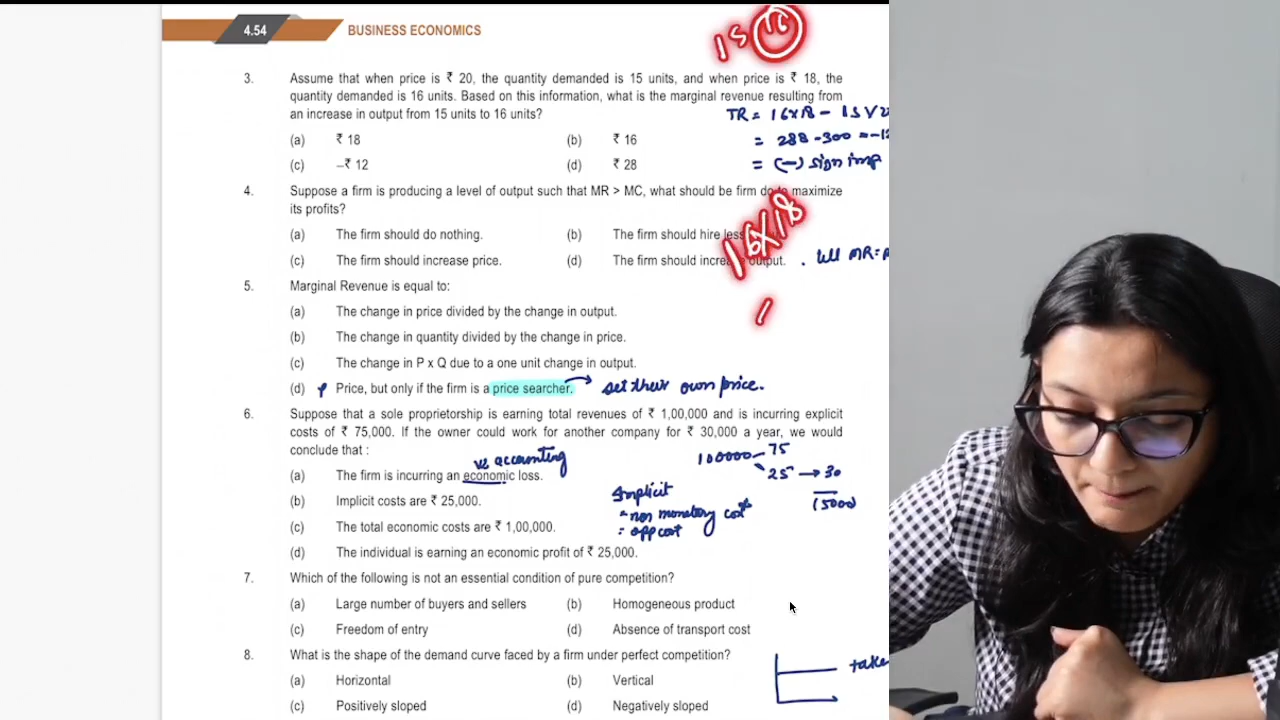 4.54 BUSINESS ECONOMICS
15 16
3. Assume that when price is ₹ 20, the quantity demanded is 15 units, and when price is ₹ 18, the
quantity demanded is 16 units. Based on this information, what is the marginal revenue resulting from
an increase in output from 15 units to 16 units?
TR = 16x18 -
(a) ₹ 18 (b) ₹ 16
= 288 - 300 =
(c) –₹ 12 (d) ₹ 28
= (-) sign imp
4. Suppose a firm is producing a level of output such that MR > MC, what should be firm do to maximize
its profits?
16x18
(a) The firm should do nothing. (b) The firm should hire less
(c) The firm should increase price. (d) The firm should increase output.
5. Marginal Revenue is equal to:
(a) The change in price divided by the change in output.
(b) The change in quantity divided by the change in price.
(c) The change in P x Q due to a one unit change in output.
(d) Price, but only if the firm is a price searcher. set their own price.
6. Suppose that a sole proprietorship is earning total revenues of ₹ 1,00,000 and is incurring explicit
costs of ₹ 75,000. If the owner could work for another company for ₹ 30,000 a year, we would
conclude that :
accounting
100000 75
(a) The firm is incurring an economic loss.
25 → 30
(b) Implicit costs are ₹ 25,000.
Implicit
- non monetary cost
(c) The total economic costs are ₹ 1,00,000.
: opp cost
(d) The individual is earning an economic profit of ₹ 25,000.
7. Which of the following is not an essential condition of pure competition?
(a) Large number of buyers and sellers (b) Homogeneous product
(c) Freedom of entry (d) Absence of transport cost
8. What is the shape of the demand curve faced by a firm under perfect competition?
(a) Horizontal (b) Vertical
(c) Positively sloped (d) Negatively sloped